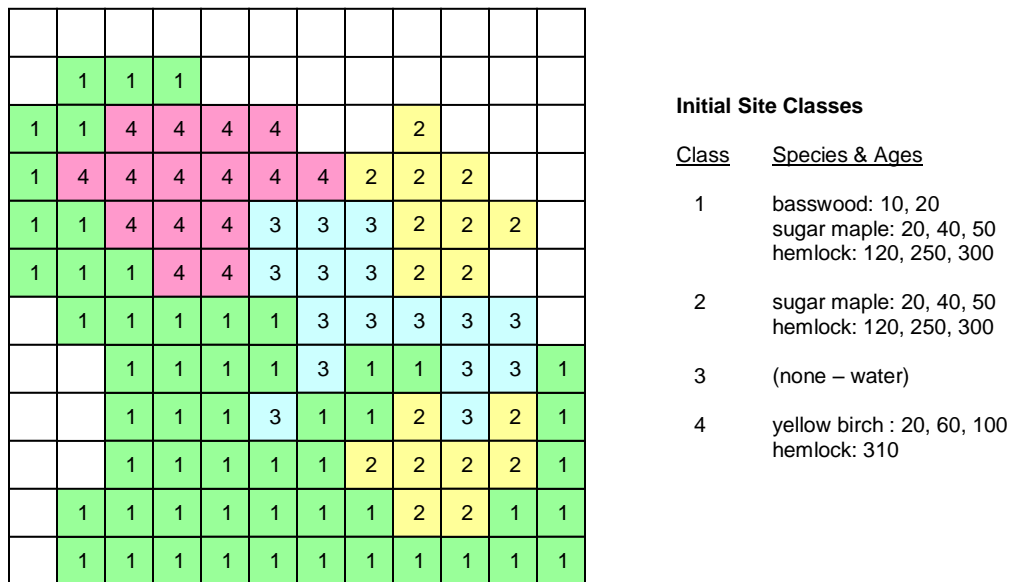 1 1 1
1 1 4 4 4 4 2
1 4 4 4 4 4 4 2 2 2
1 1 4 4 4 3 3 3 2 2 2
1 1 1 4 4 3 3 3 2 2
1 1 1 1 1 3 3 3 3 3
1 1 1 1 3 1 1 3 3 1
1 1 1 3 1 1 2 3 2 1
1 1 1 1 1 2 2 2 2 1
1 1 1 1 1 1 1 2 2 1 1
1 1 1 1 1 1 1 1 1 1 1
Initial Site Classes
Class Species & Ages
1 basswood: 10, 20
sugar maple: 20, 40, 50
hemlock: 120, 250, 300
2 sugar maple: 20, 40, 50
hemlock: 120, 250, 300
3 (none – water)
4 yellow birch : 20, 60, 100
hemlock: 310